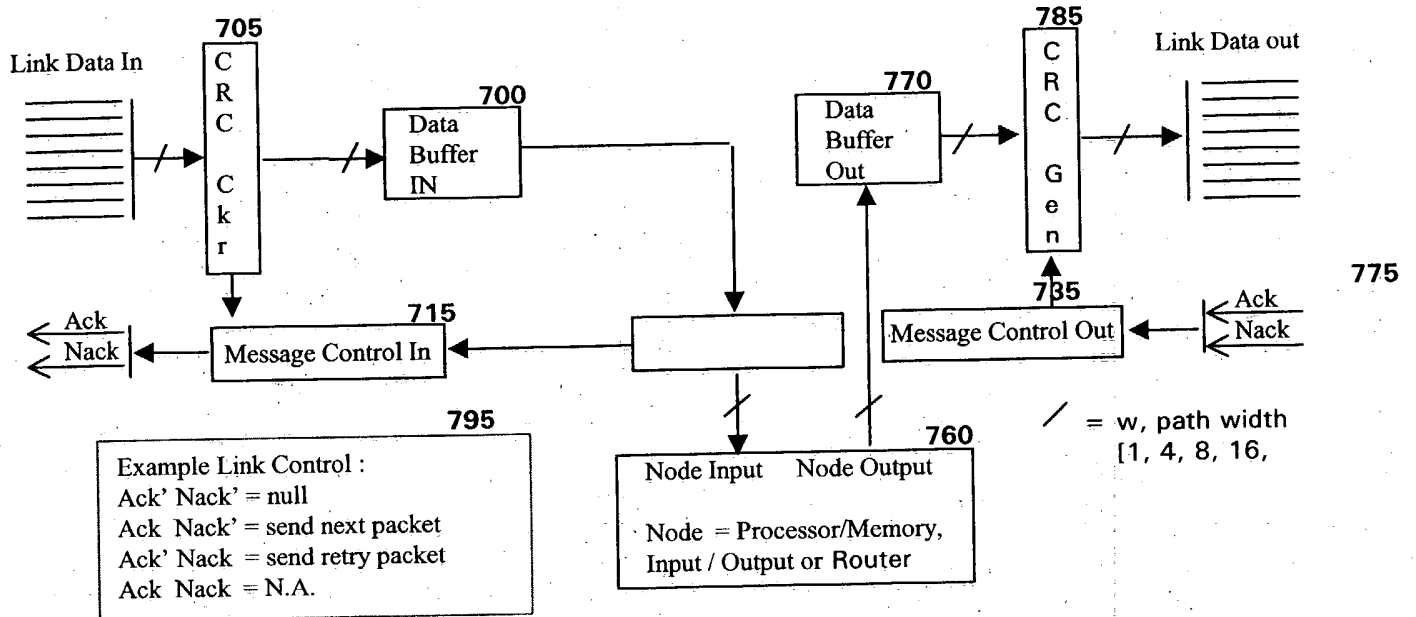 705
785
Link Data In
C
R
C
C
k
r
700
Data
Buffer
IN
770
Data
Buffer
Out
C
R
C
G
e
n
Link Data out
775
Ack
Nack
715
Message Control In
735
Message Control Out
Ack
Nack
795
Example Link Control :
Ack’ Nack’ = null
Ack Nack’ = send next packet
Ack’ Nack = send retry packet
Ack Nack = N.A.
760
Node Input Node Output
Node = Processor/Memory,
Input / Output or Router
/ = w, path width
[1, 4, 8, 16,